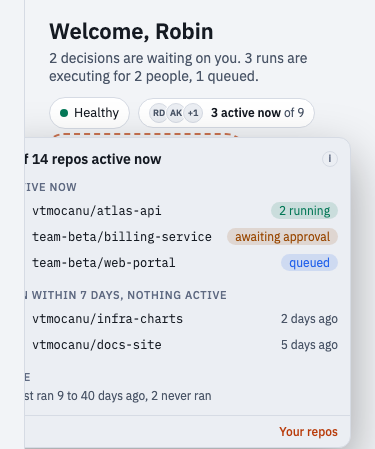 Welcome, Robin
2 decisions are waiting on you. 3 runs are
executing for 2 people, 1 queued.
Healthy
RD AK +1 3 active now of 9
f 14 repos active now
i
IVE NOW
vtmocanu/atlas-api 2 running
team-beta/billing-service awaiting approval
team-beta/web-portal queued
N WITHIN 7 DAYS, NOTHING ACTIVE
vtmocanu/infra-charts 2 days ago
vtmocanu/docs-site 5 days ago
E
st ran 9 to 40 days ago, 2 never ran
Your repos